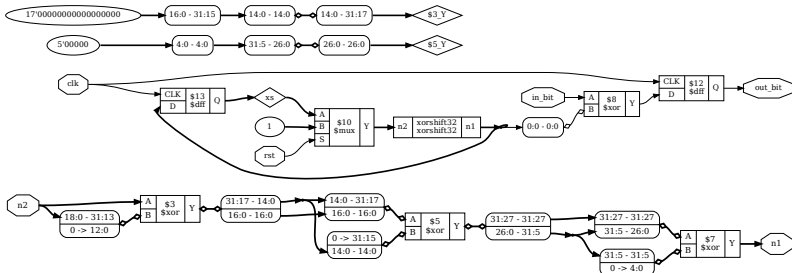 17'00000000000000000 16:0 - 31:15 14:0 - 14:0 14:0 - 31:17 $3_Y
5'00000 4:0 - 4:0 31:5 - 26:0 26:0 - 26:0 $5_Y
clk
CLK
D
$13
$dff
Q
xs
1
rst
A
B
S
$10
$mux
Y
n2
xorshift32
xorshift32
n1
0:0 - 0:0
in_bit
A
B
$8
$xor
Y
CLK
D
$12
$dff
Q
out_bit
n2
18:0 - 31:13
0 -> 12:0
A
B
$3
$xor
Y
31:17 - 14:0
16:0 - 16:0
14:0 - 31:17
16:0 - 16:0
0 -> 31:15
14:0 - 14:0
A
B
$5
$xor
Y
31:27 - 31:27
26:0 - 31:5
31:27 - 31:27
31:5 - 26:0
31:5 - 31:5
0 -> 4:0
A
B
$7
$xor
Y
n1